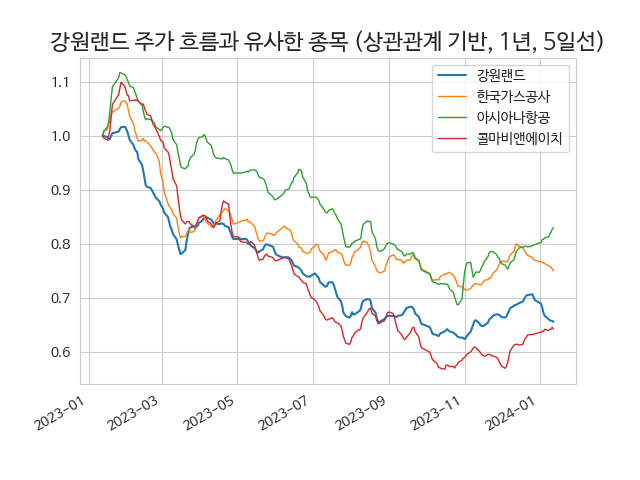 강원랜드 주가 흐름과 유사한 종목 (상관관계 기반, 1년, 5일선)
강원랜드
한국가스공사
아시아나항공
콜마비앤에이치
1.1
1.0
0.9
0.8
0.7
0.6
2023-01
2023-03
2023-05
2023-07
2023-09
2023-11
2024-01